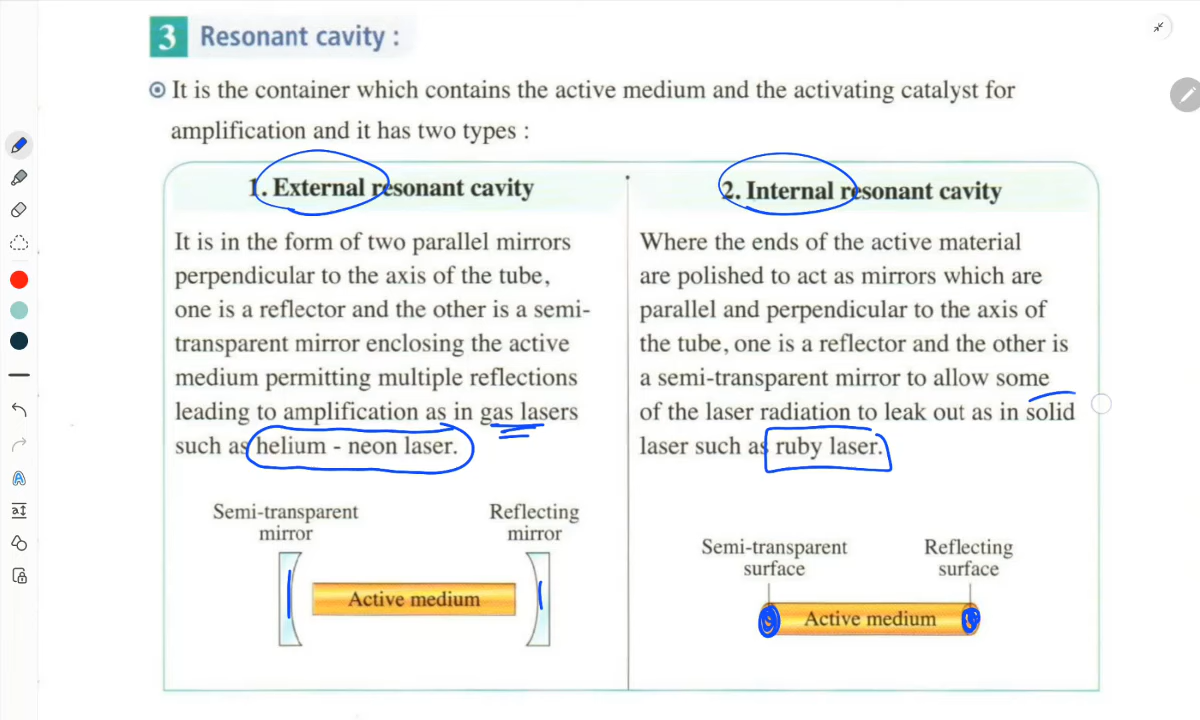 3 Resonant cavity :
It is the container which contains the active medium and the activating catalyst for
amplification and it has two types :
1. External resonant cavity
It is in the form of two parallel mirrors
perpendicular to the axis of the tube,
one is a reflector and the other is a semi-
transparent mirror enclosing the active
medium permitting multiple reflections
leading to amplification as in gas lasers
such as helium - neon laser.
Semi-transparent
mirror
Reflecting
mirror
Active medium
2. Internal resonant cavity
Where the ends of the active material
are polished to act as mirrors which are
parallel and perpendicular to the axis of
the tube, one is a reflector and the other is
a semi-transparent mirror to allow some
of the laser radiation to leak out as in solid
laser such as ruby laser.
Semi-transparent
surface
Reflecting
surface
Active medium